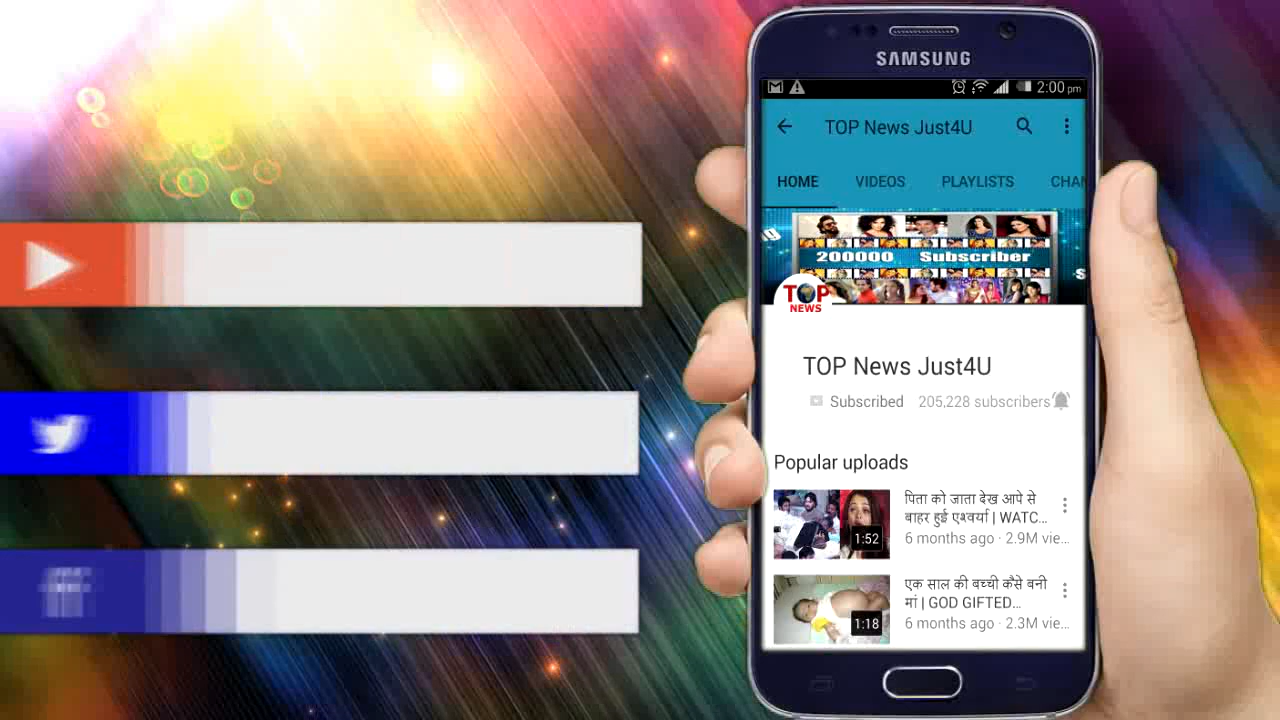 SAMSUNG
2:00 pm
TOP News Just4U
HOME VIDEOS PLAYLISTS CHAN
200000 Subscriber
TOP
NEWS
TOP News Just4U
Subscribed 205,228 subscribers
Popular uploads
पिता को जाता देख आपे से
बाहर हुई एश्वर्या | WATC...
6 months ago · 2.9M vie...
1:52
एक साल की बच्ची कैसे बनी
मां | GOD GIFTED...
6 months ago · 2.3M vie...
1:18